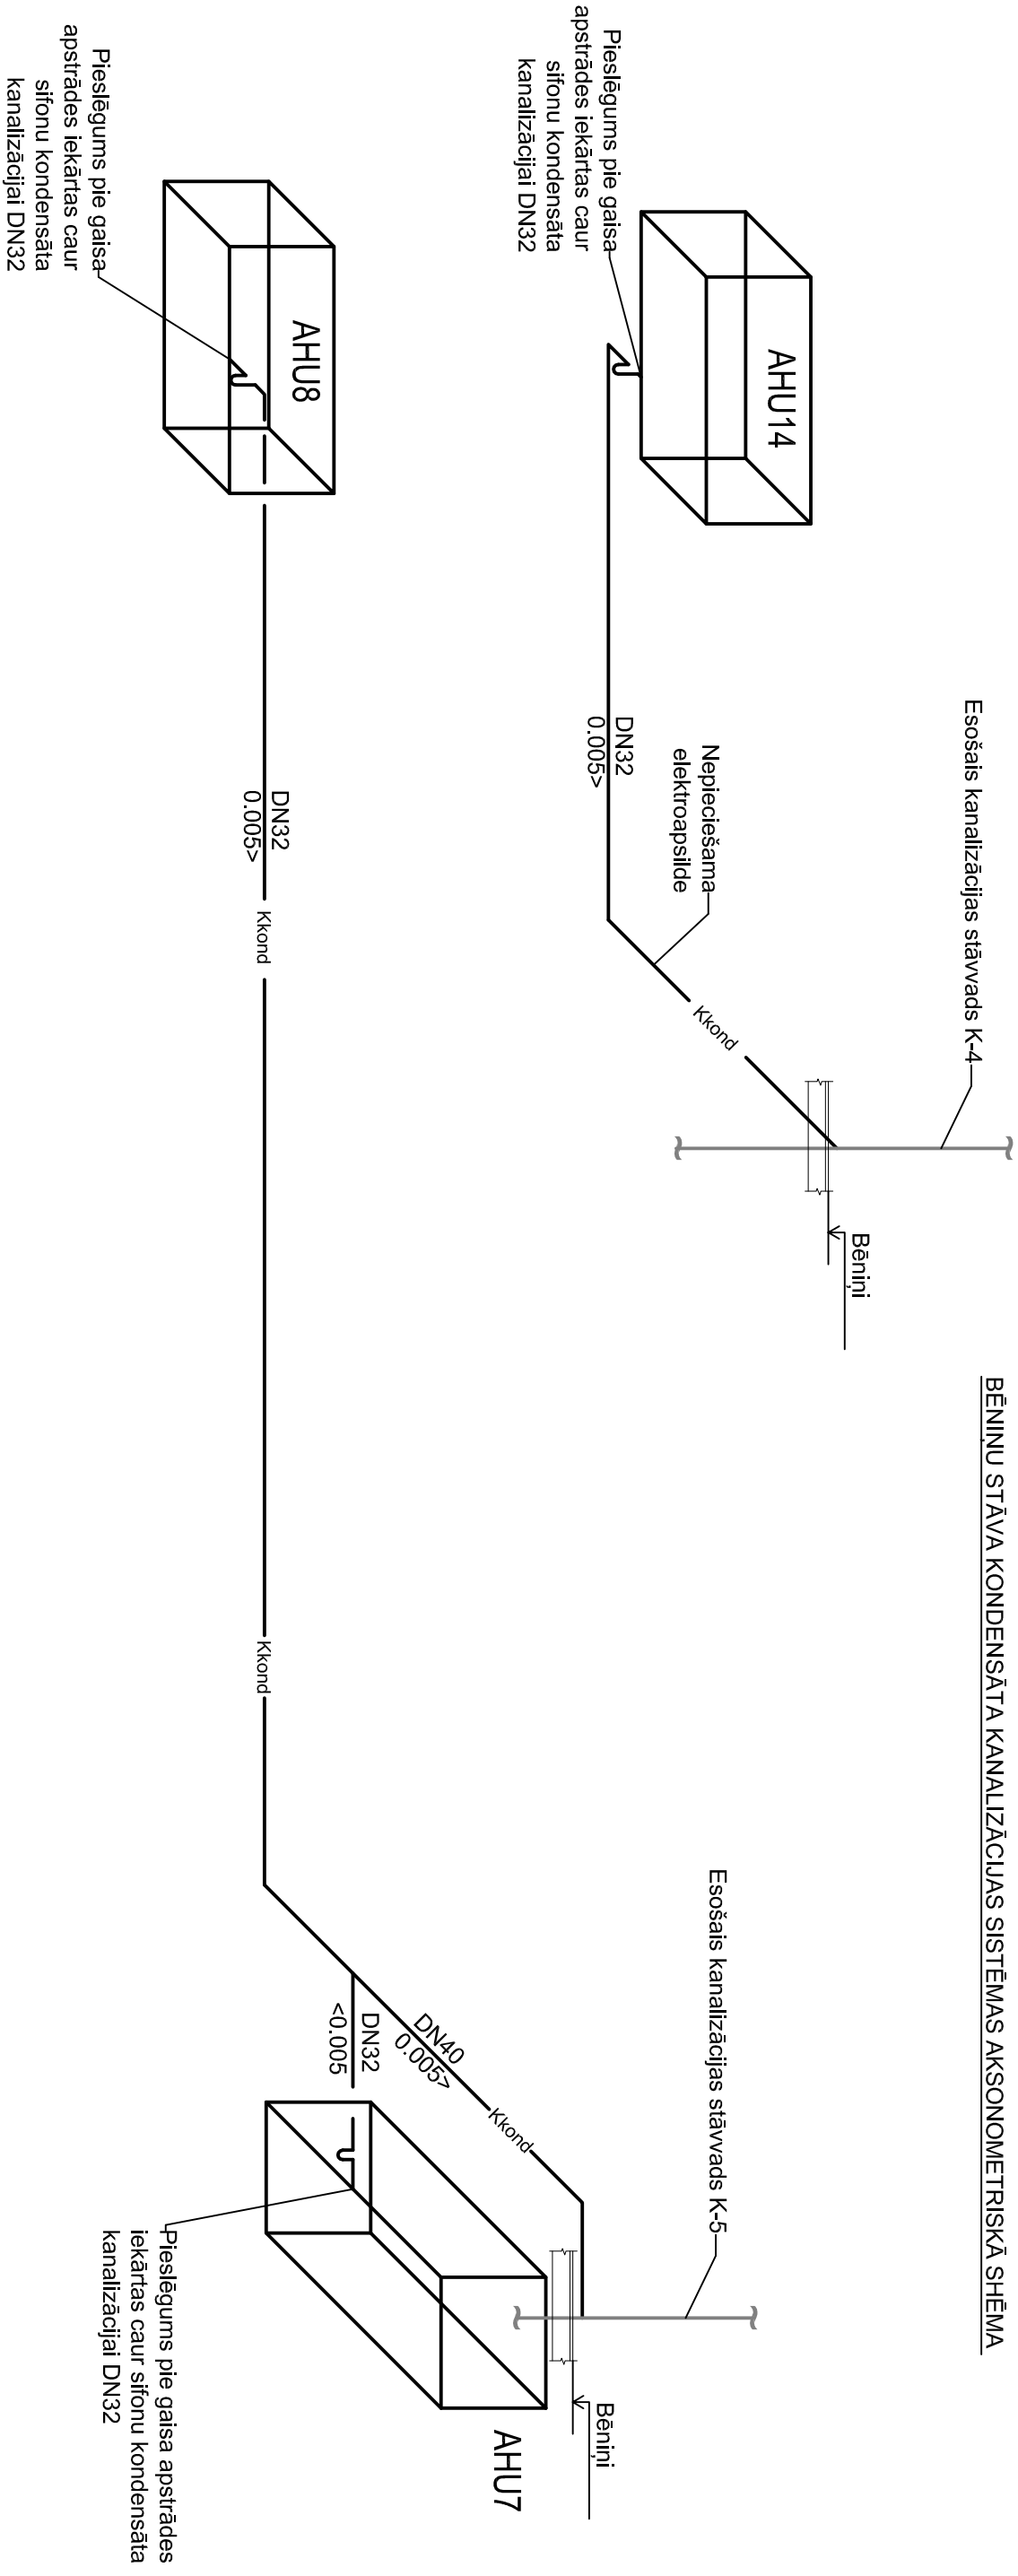 BĒNIŅU STĀVA KONDENSĀTA KANALIZĀCIJAS SISTĒMAS AKSONOMETRISKĀ SHĒMA
Esošais kanalizācijas stāvvads K-4
Bēniņi
AHU14
Pieslēgums pie gaisa
apstrādes iekārtas caur
sifonu kondensāta
kanalizācijai DN32
Nepieciešama
elektroapsilde
DN32
0.005>
Kkond
Esošais kanalizācijas stāvvads K-5
Bēniņi
AHU7
AHU8
Pieslēgums pie gaisa
apstrādes iekārtas caur
sifonu kondensāta
kanalizācijai DN32
DN32
0.005>
Kkond
Kkond
DN40
0.005>
Kkond
DN32
<0.005
Pieslēgums pie gaisa apstrādes
iekārtas caur sifonu kondensāta
kanalizācijai DN32